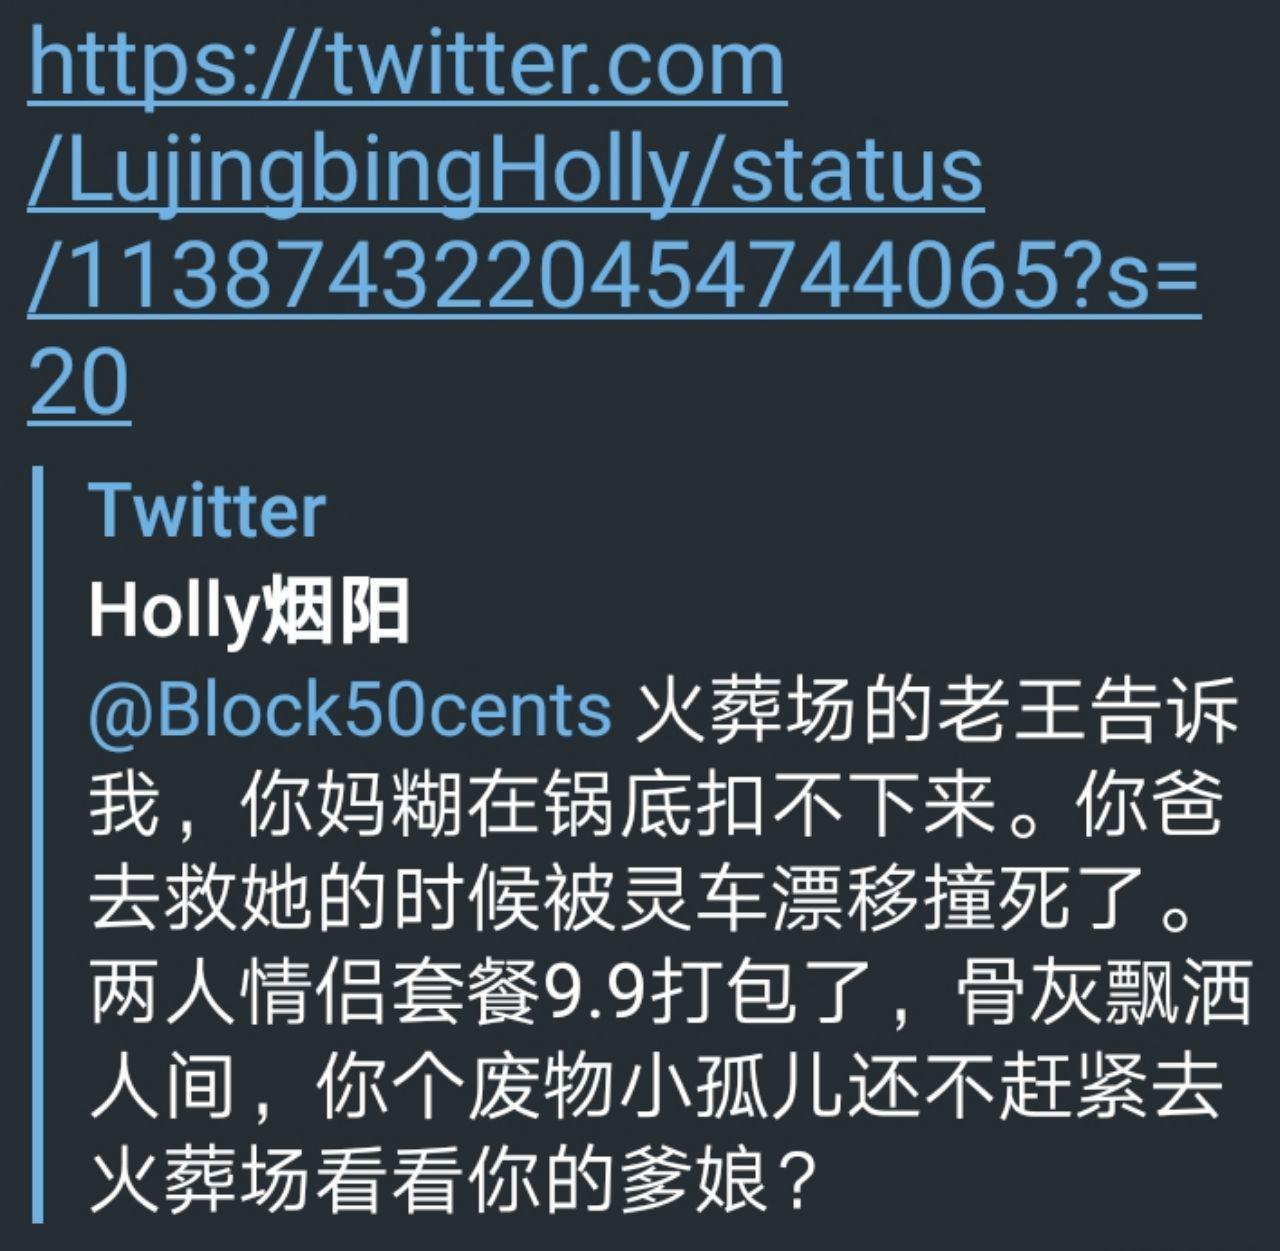 https://twitter.com
/LujingbingHolly/status
/1138743220454744065?s=
20
Twitter
Holly烟阳
@Block50cents 火葬场的老王告诉
我，你妈糊在锅底扣不下来。你爸
去救她的时候被灵车漂移撞死了。
两人情侣套餐9.9打包了，骨灰飘洒
人间，你个废物小孤儿还不赶紧去
火葬场看看你的爹娘？